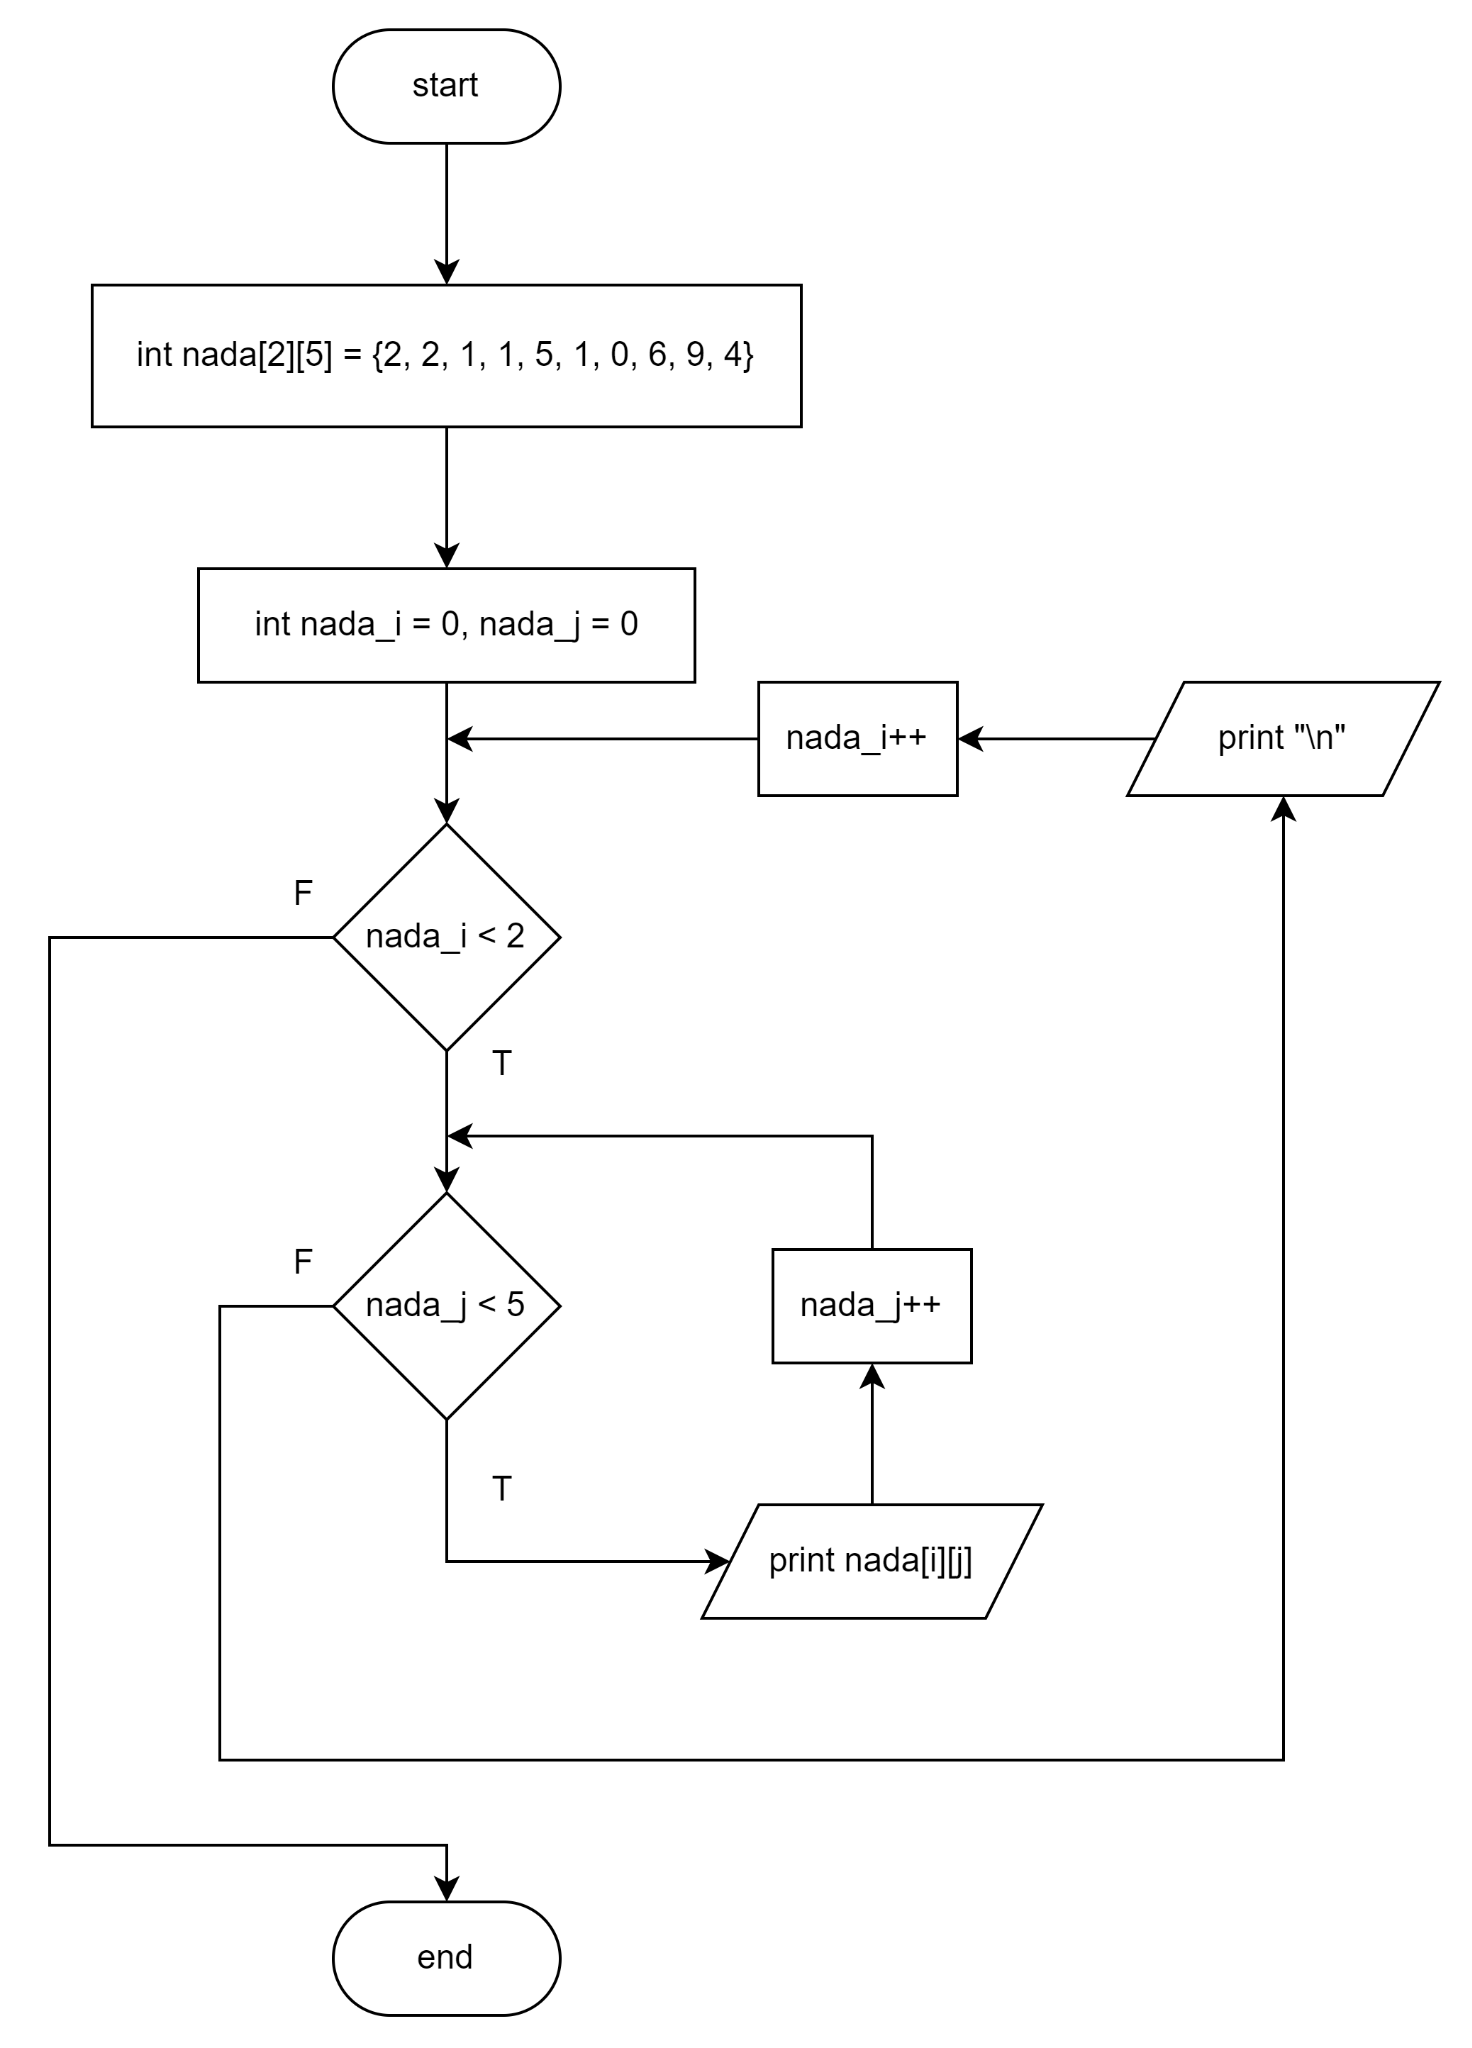 start
int nada[2][5] = {2, 2, 1, 1, 5, 1, 0, 6, 9, 4}
int nada_i = 0, nada_j = 0
nada_i++
print "\n"
F
nada_i < 2
T
F
nada_j < 5
nada_j++
T
print nada[i][j]
end